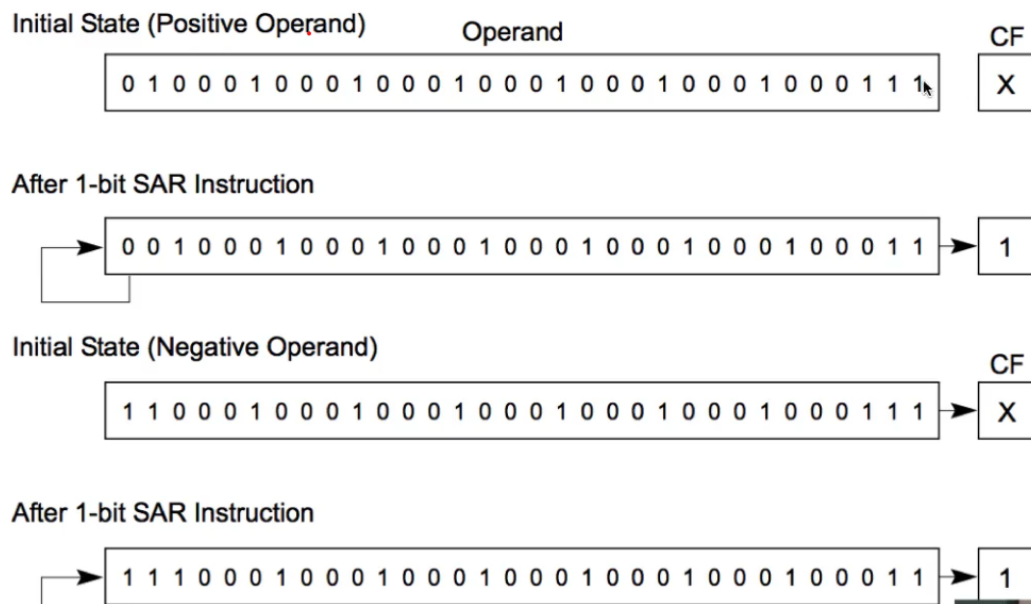 Initial State (Positive Operand)
Operand
CF
0 1 0 0 0 1 0 0 0 1 0 0 0 1 0 0 0 1 0 0 0 1 0 0 0 1 0 0 0 1 1 1
X
After 1-bit SAR Instruction
0 0 1 0 0 0 1 0 0 0 1 0 0 0 1 0 0 0 1 0 0 0 1 0 0 0 1 0 0 0 1 1
1
Initial State (Negative Operand)
CF
1 1 0 0 0 1 0 0 0 1 0 0 0 1 0 0 0 1 0 0 0 1 0 0 0 1 0 0 0 1 1 1
X
After 1-bit SAR Instruction
1 1 1 0 0 0 1 0 0 0 1 0 0 0 1 0 0 0 1 0 0 0 1 0 0 0 1 0 0 0 1 1
1